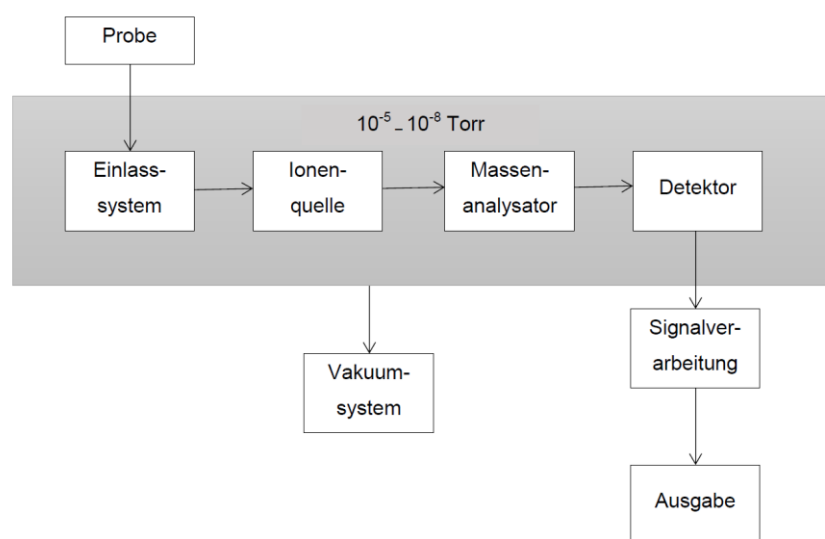 Probe
10⁻⁵ – 10⁻⁸ Torr
Einlass-
system
Ionen-
quelle
Massen-
analysator
Detektor
Signalver-
arbeitung
Vakuum-
system
Ausgabe